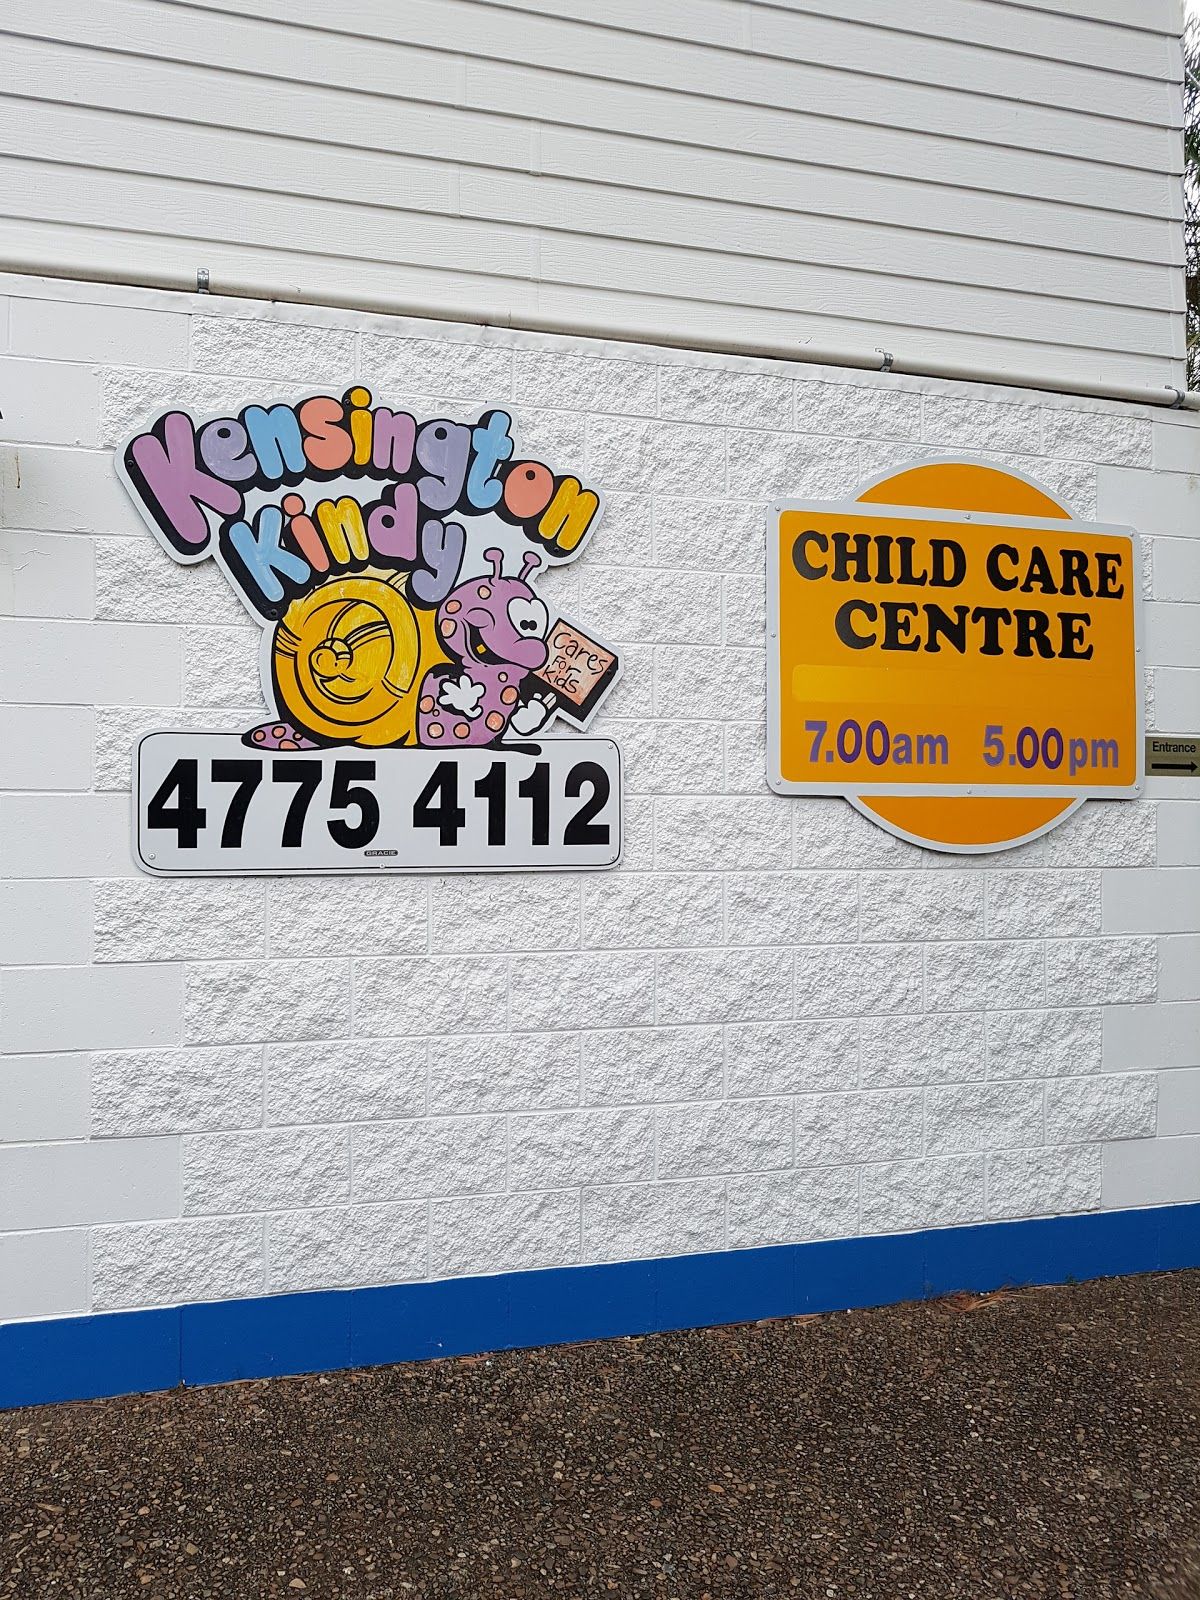 Kensington
Kindy
Cares
For
Kids
4775 4112
GRACIE
CHILD CARE
CENTRE
7.00am 5.00pm
Entrance